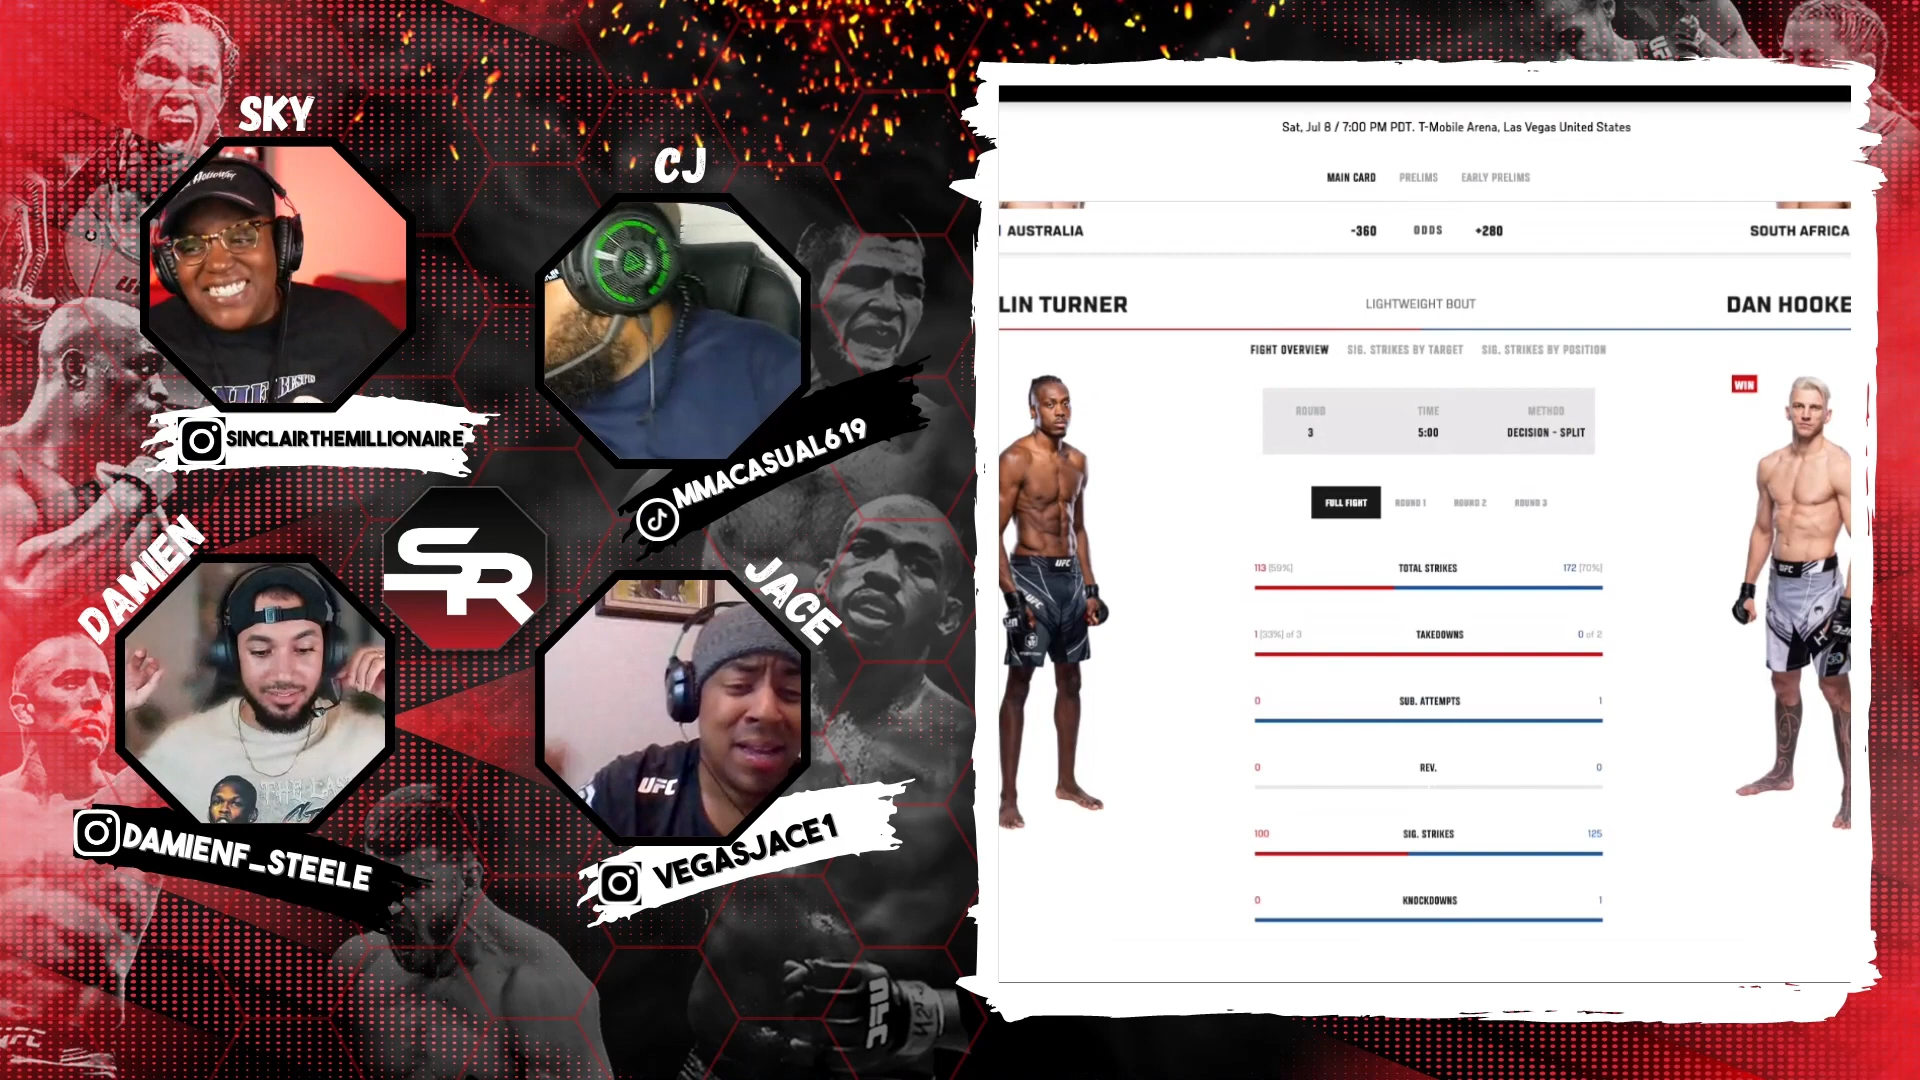 SKY
SINCLAIRTHEMILLIONAIRE
CJ
MMACASUAL619
DAMIEN
DAMIENF_STEELE
SR
JACE
UFC
VEGASJACE1
Sat, Jul 8 / 7:00 PM PDT. T-Mobile Arena, Las Vegas United States
MAIN CARD PRELIMS EARLY PRELIMS
AUSTRALIA -360 ODDS +280 SOUTH AFRICA
LIN TURNER LIGHTWEIGHT BOUT DAN HOOKE
FIGHT OVERVIEW SIG. STRIKES BY TARGET SIG. STRIKES BY POSITION
WIN
ROUND TIME METHOD
3 5:00 DECISION - SPLIT
FULL FIGHT ROUND 1 ROUND 2 ROUND 3
113 (59%) TOTAL STRIKES 172 (70%)
1 (33%) of 3 TAKEDOWNS 0 of 2
0 SUB. ATTEMPTS 1
0 REV. 0
100 SIG. STRIKES 125
0 KNOCKDOWNS 1